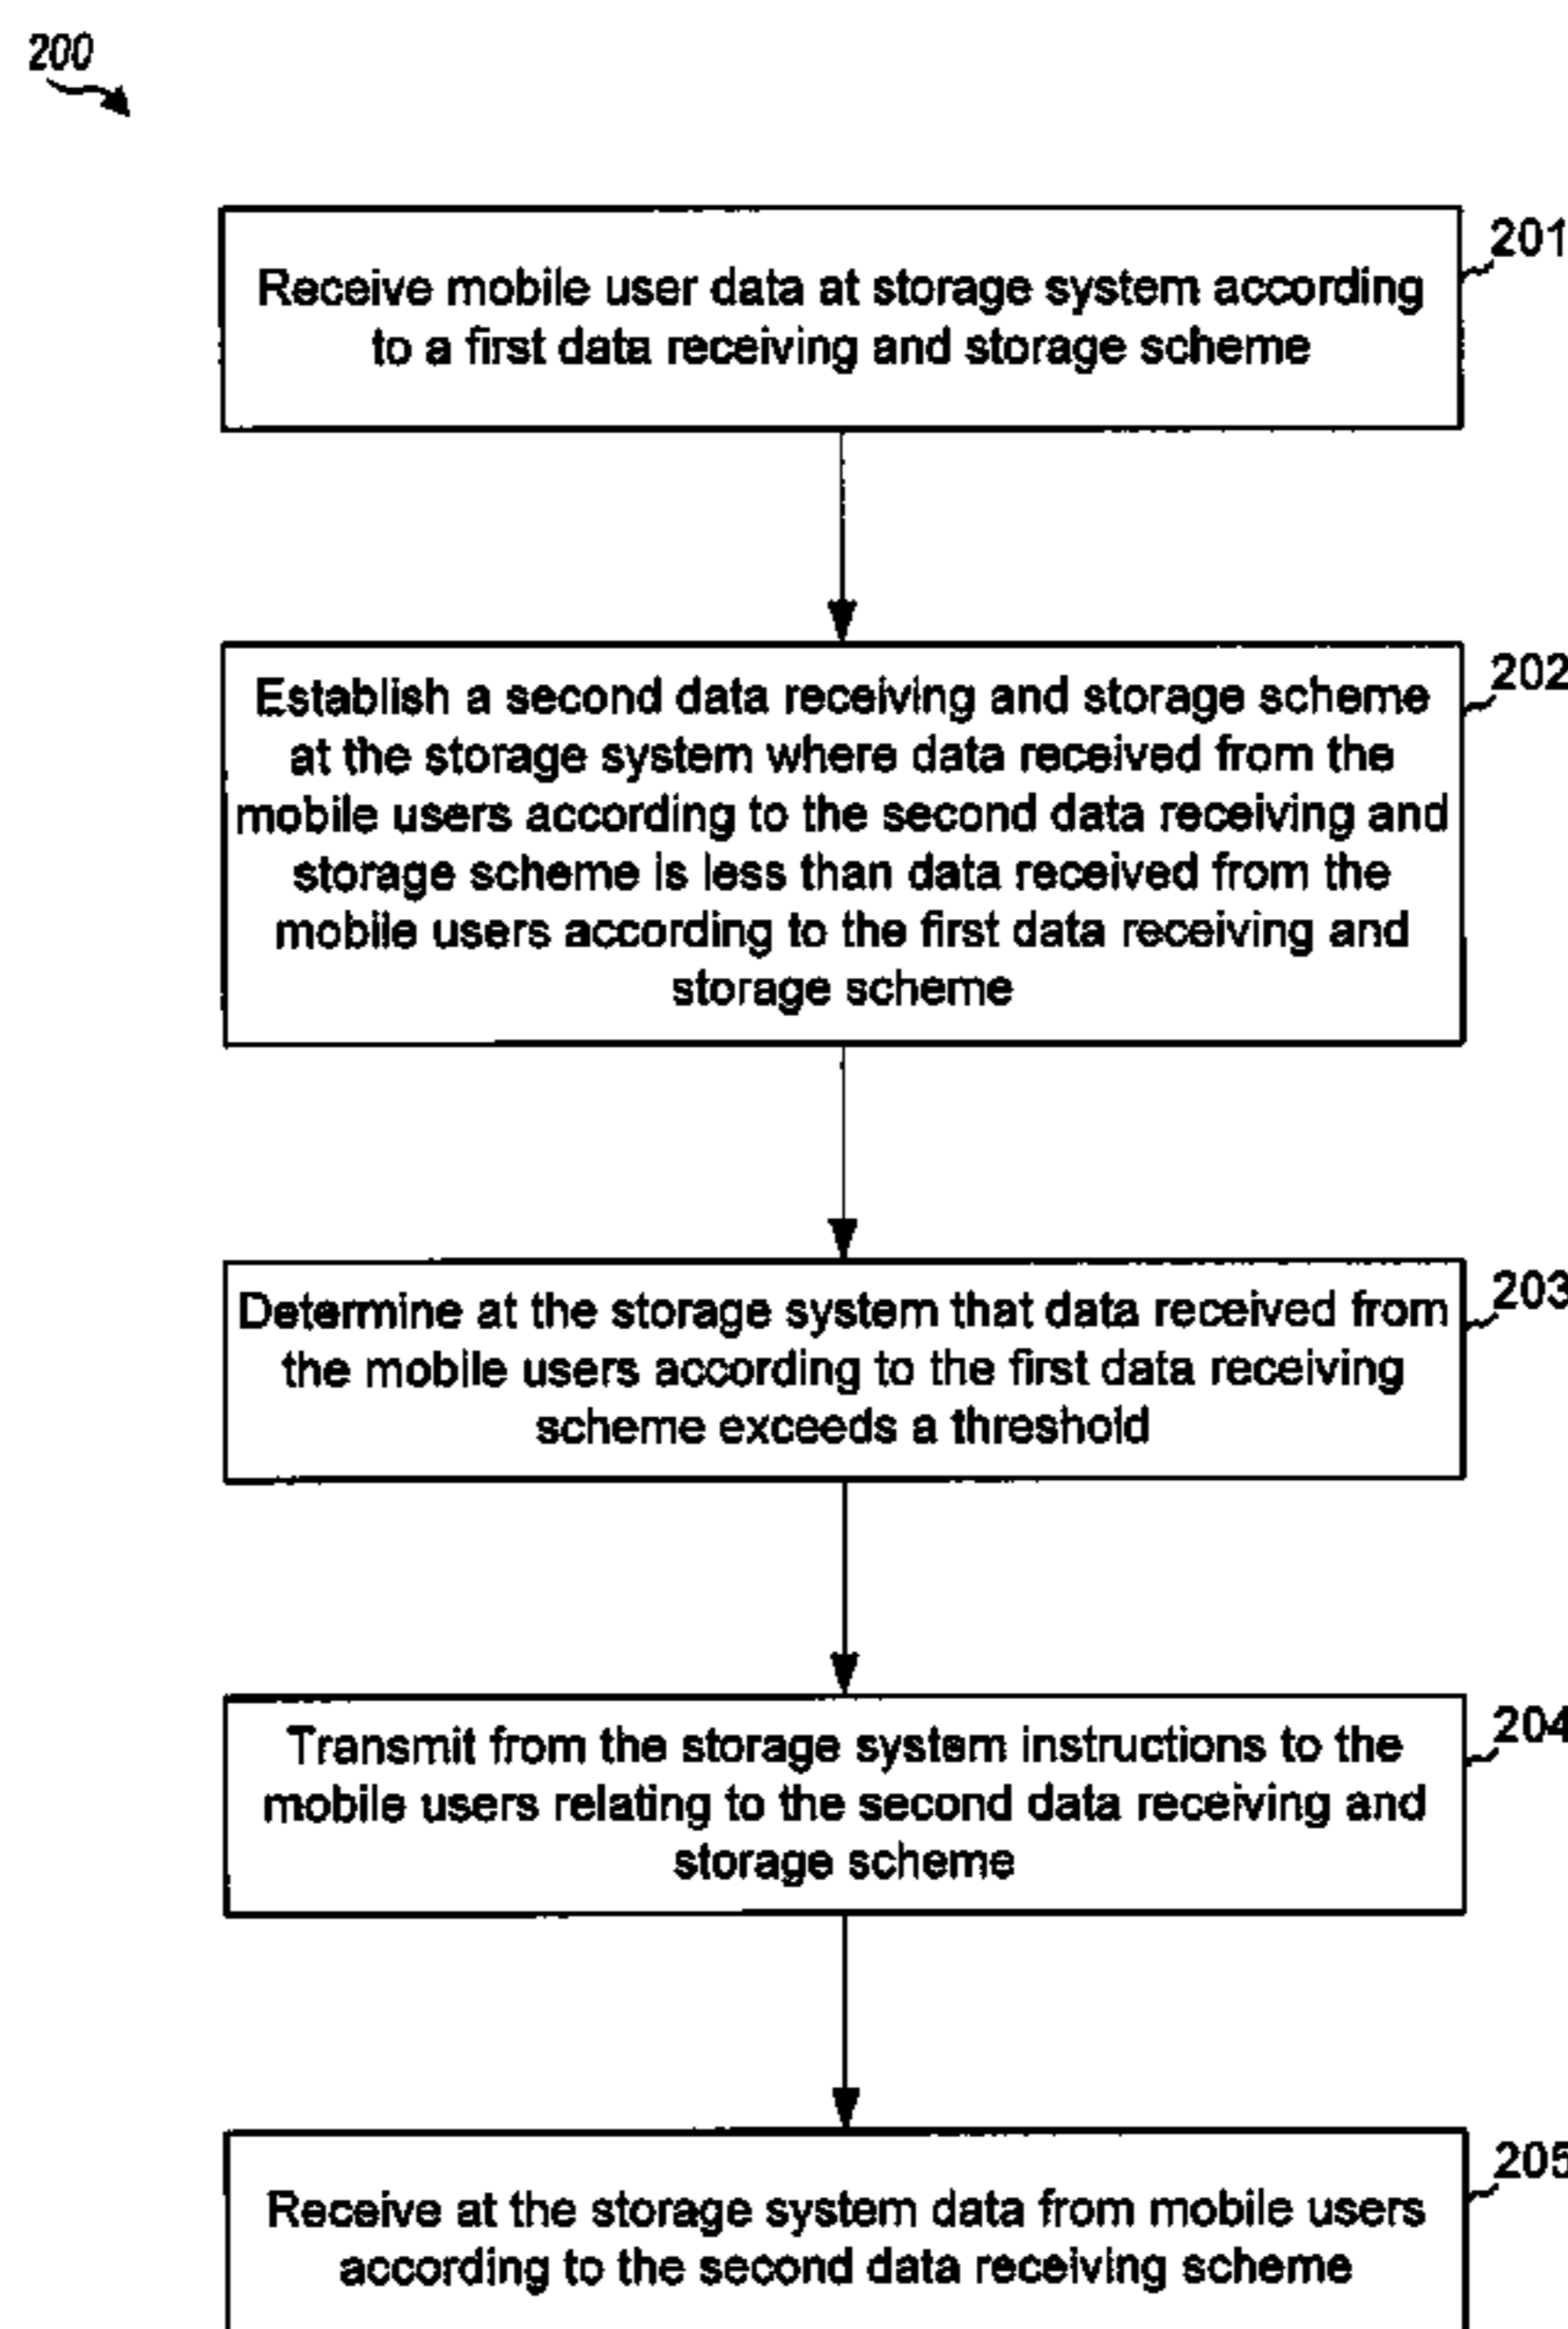 200
201
Receive mobile user data at storage system according
to a first data receiving and storage scheme
202
Establish a second data receiving and storage scheme
at the storage system where data received from the
mobile users according to the second data receiving and
storage scheme is less than data received from the
mobile users according to the first data receiving and
storage scheme
203
Determine at the storage system that data received from
the mobile users according to the first data receiving
scheme exceeds a threshold
204
Transmit from the storage system instructions to the
mobile users relating to the second data receiving and
storage scheme
205
Receive at the storage system data from mobile users
according to the second data receiving scheme